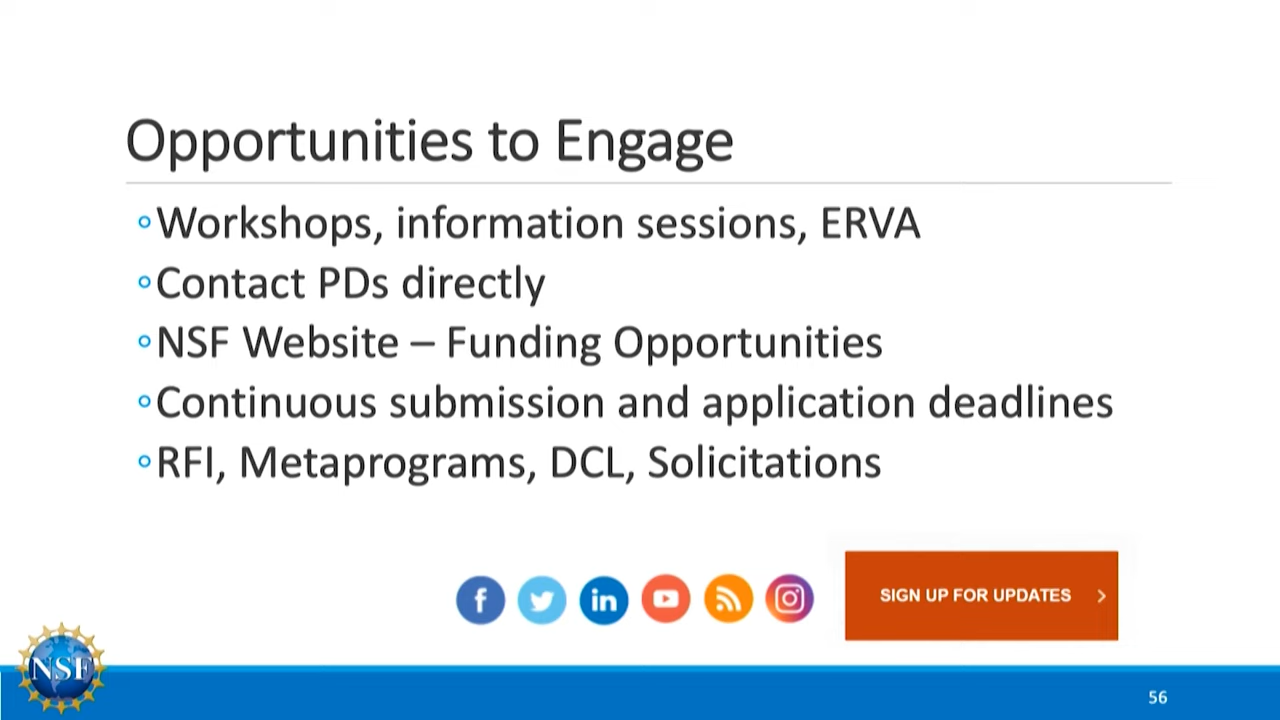 Opportunities to Engage
Workshops, information sessions, ERVA
Contact PDs directly
NSF Website – Funding Opportunities
Continuous submission and application deadlines
RFI, Metaprograms, DCL, Solicitations
SIGN UP FOR UPDATES
NSF
56